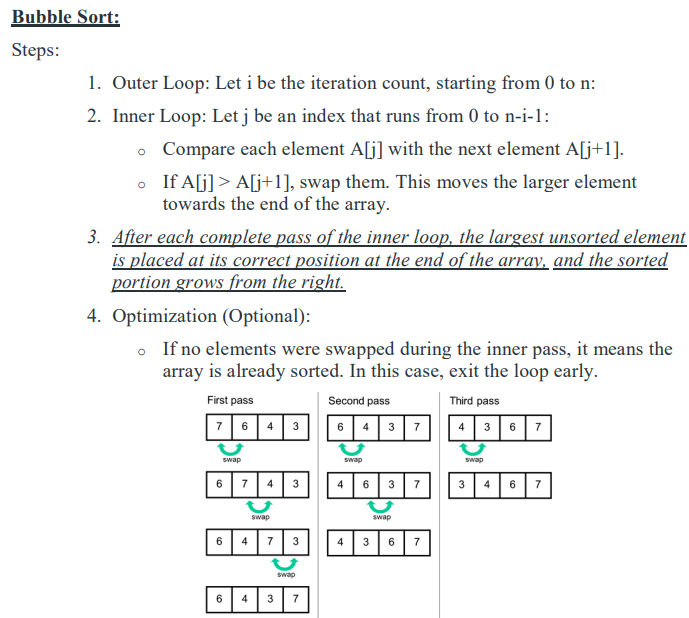 Bubble Sort:
Steps:
1. Outer Loop: Let i be the iteration count, starting from 0 to n:
2. Inner Loop: Let j be an index that runs from 0 to n-i-1:
o Compare each element A[j] with the next element A[j+1].
o If A[j] > A[j+1], swap them. This moves the larger element
towards the end of the array.
3. After each complete pass of the inner loop, the largest unsorted element
is placed at its correct position at the end of the array, and the sorted
portion grows from the right.
4. Optimization (Optional):
o If no elements were swapped during the inner pass, it means the
array is already sorted. In this case, exit the loop early.
First pass
7 6 4 3
swap
6 7 4 3
swap
6 4 7 3
swap
6 4 3 7
Second pass
6 4 3 7
swap
4 6 3 7
swap
4 3 6 7
Third pass
4 3 6 7
swap
3 4 6 7